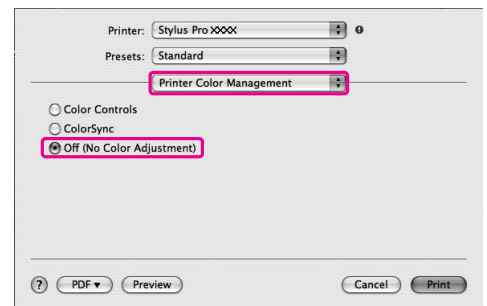 Printer: Stylus Pro XXXX
Presets: Standard
Printer Color Management
Color Controls
ColorSync
Off (No Color Adjustment)
? PDF▼ Preview Cancel Print